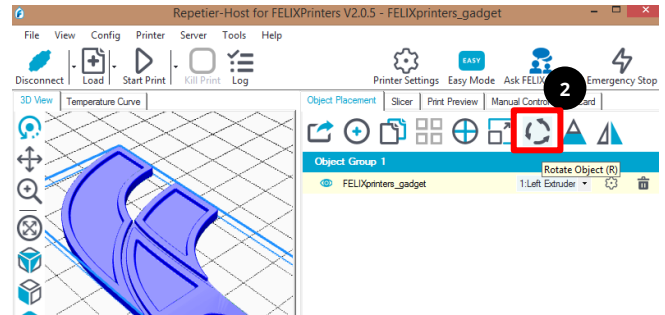 Repetier-Host for FELIXPrinters V2.0.5 - FELIXprinters_gadget
File View Config Printer Server Tools Help
EASY
Disconnect Load Start Print Kill Print Log Printer Settings Easy Mode Ask FELIX Emergency Stop
2
3D View Temperature Curve Object Placement Slicer Print Preview Manual Control ard
Object Group 1
Rotate Object (R)
FELIXprinters_gadget 1:Left Extruder